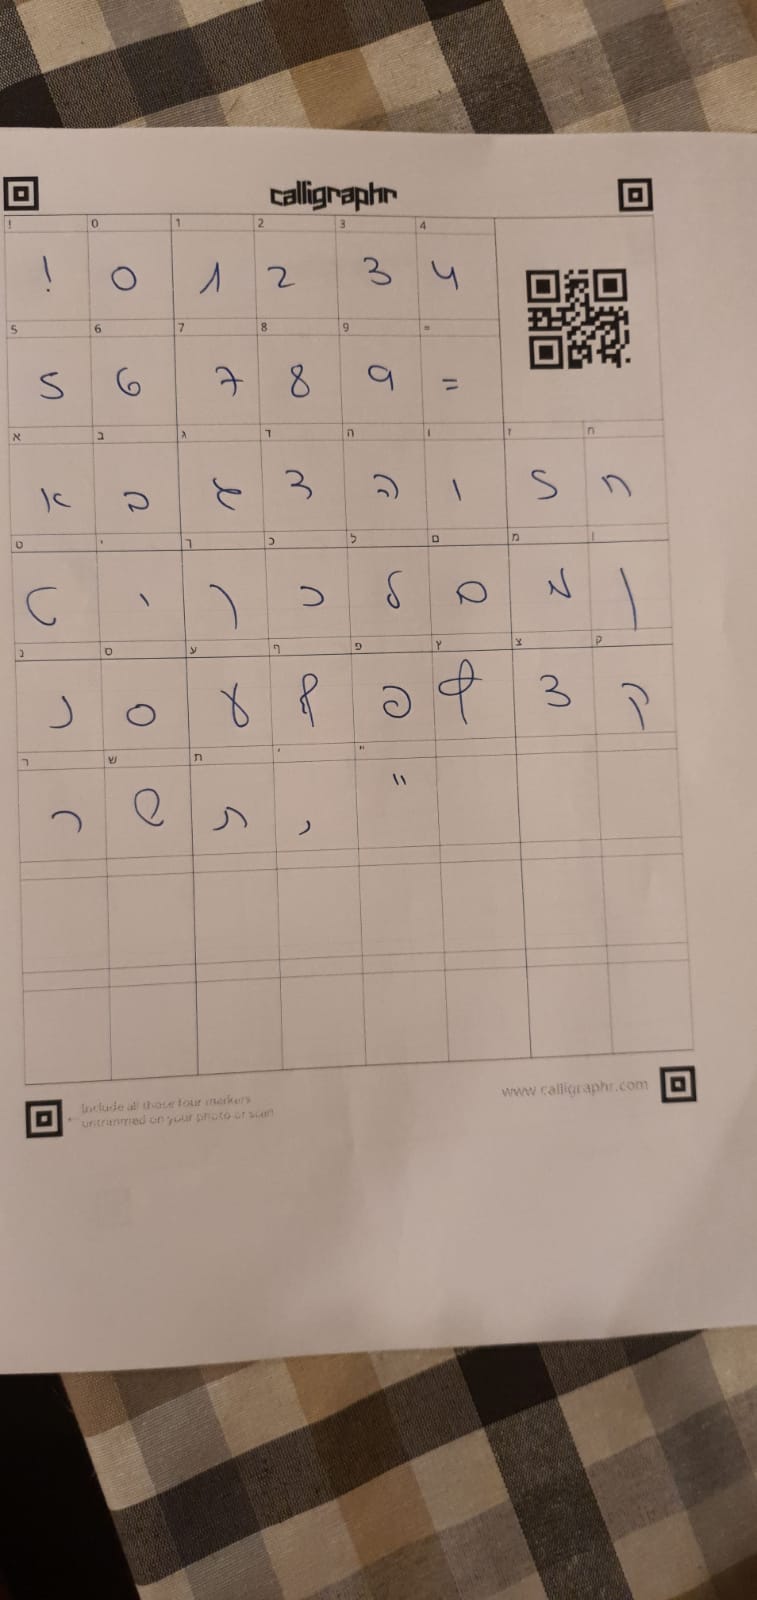 calligraphr
! 0 1 2 3 4
! 0 1 2 3 4
5 6 7 8 9 =
5 6 7 8 9 =
א ב ג ד ה ו ז ח
א ב ג ד ה ו ז ח
ט י ך כ ל ם מ ן
ט י ך כ ל ם מ ן
נ ס ע ף פ ץ צ ק
נ ס ע ף פ ץ צ ק
ר ש ת ' "
ר ש ת , "
Include all these four markers
untrimmed on your photo or scan
www.calligraphr.com